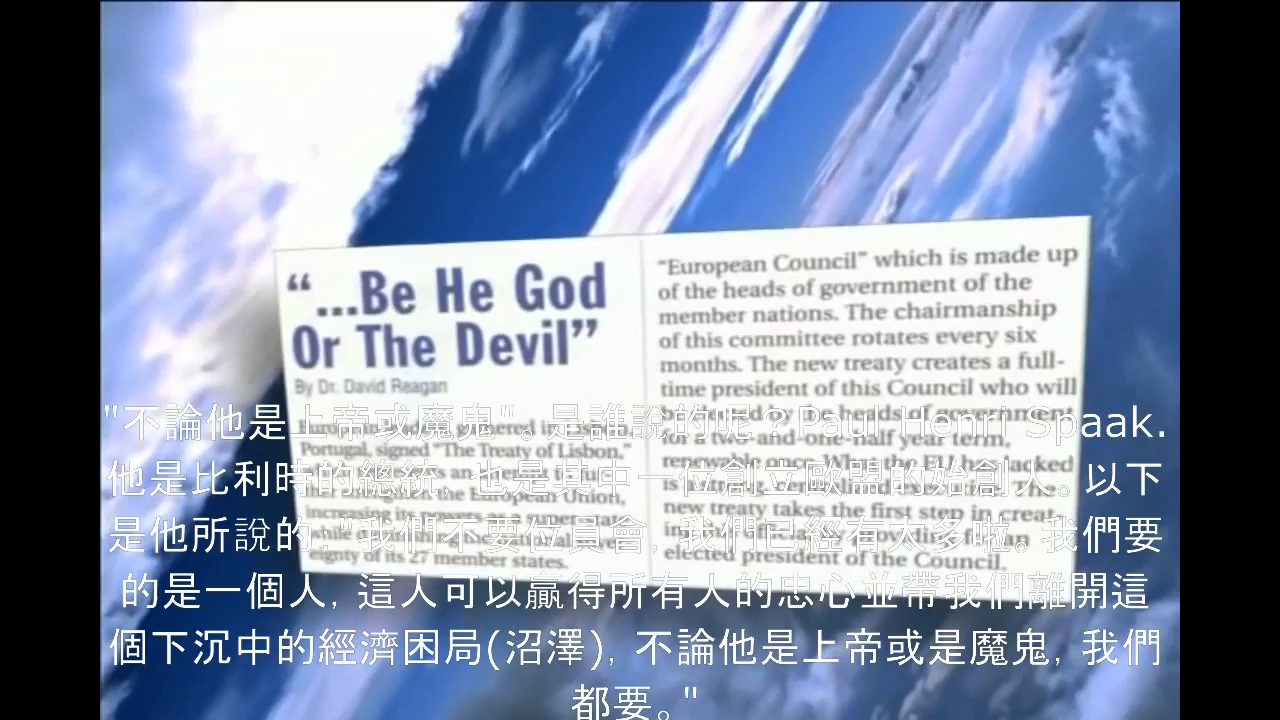 “...Be He God
Or The Devil”
By Dr. David Reagan
"European Council" which is made up
of the heads of government of the
member nations. The chairmanship
of this committee rotates every six
months. The new treaty creates a full-
time president of this Council who will
for a two-and-one-half year term,
new treaty takes the first step in creat-
elected president of the Council.
Portugal, signed "The Treaty of Lisbon,"
"不論他是上帝或魔鬼"。是誰說的呢？Paul Henri Spaak.
他是比利時的總統, 也是其中一位創立歐盟的始創人。以下
是他所說的, "我們不要位員會, 我們已經有太多啦。我們要
的是一個人, 這人可以贏得所有人的忠心並帶我們離開這
個下沉中的經濟困局(沼澤), 不論他是上帝或是魔鬼, 我們
都要。"